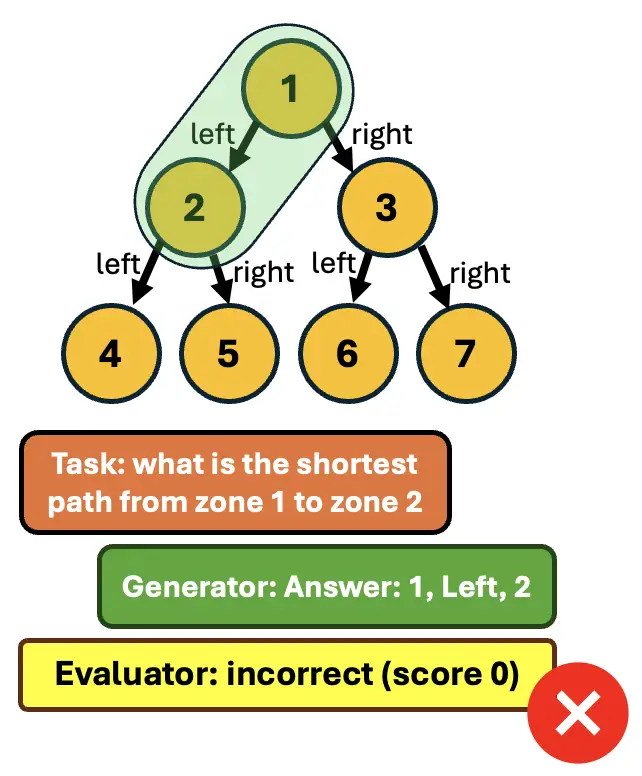 1
left
right
2
3
left
right
left
right
4
5
6
7
Task: what is the shortest
path from zone 1 to zone 2
Generator: Answer: 1, Left, 2
Evaluator: incorrect (score 0)